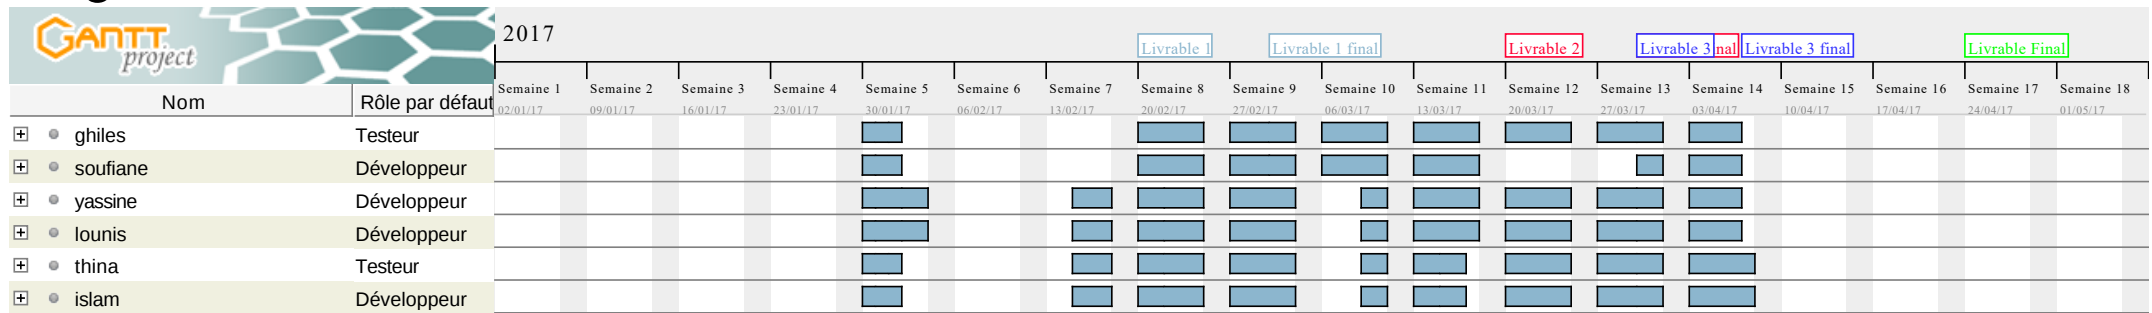 GANTT
project
2017
Livrable 1 Livrable 1 final Livrable 2 Livrable 3 nal Livrable 3 final Livrable Final
Nom Rôle par défaut
Semaine 1 Semaine 2 Semaine 3 Semaine 4 Semaine 5 Semaine 6 Semaine 7 Semaine 8 Semaine 9 Semaine 10 Semaine 11 Semaine 12 Semaine 13 Semaine 14 Semaine 15 Semaine 16 Semaine 17 Semaine 18
02/01/17 09/01/17 16/01/17 23/01/17 30/01/17 06/02/17 13/02/17 20/02/17 27/02/17 06/03/17 13/03/17 20/03/17 27/03/17 03/04/17 10/04/17 17/04/17 24/04/17 01/05/17
ghiles Testeur
soufiane Développeur
yassine Développeur
lounis Développeur
thina Testeur
islam Développeur